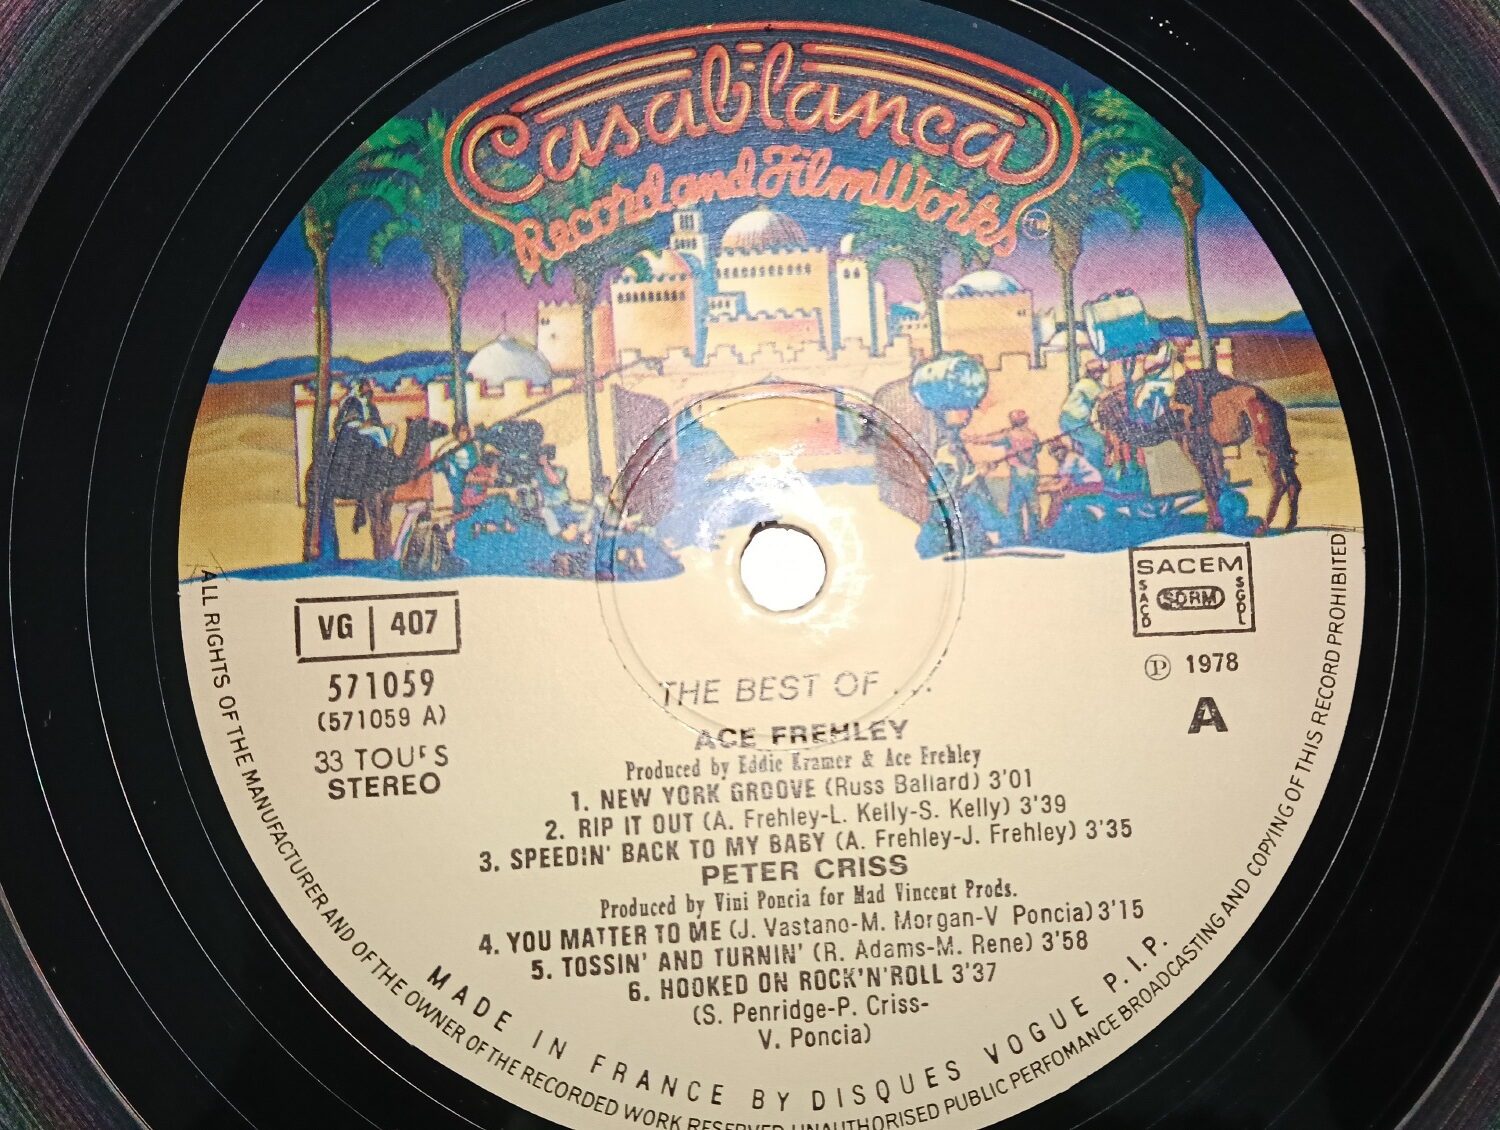 Casablanca
Record and FilmWorks
TM
VG | 407
571059
(571059 A)
33 TOURS
STEREO
SACEM
SACD
SDRM
SGDL
℗ 1978
A
THE BEST OF ...
ACE FREHLEY
Produced by Eddie Kramer & Ace Frehley
1. NEW YORK GROOVE (Russ Ballard) 3'01
2. RIP IT OUT (A. Frehley-L. Kelly-S. Kelly) 3'39
3. SPEEDIN' BACK TO MY BABY (A. Frehley-J. Frehley) 3'35
PETER CRISS
Produced by Vini Poncia for Mad Vincent Prods.
4. YOU MATTER TO ME (J. Vastano-M. Morgan-V Poncia) 3'15
5. TOSSIN' AND TURNIN' (R. Adams-M. Rene) 3'58
6. HOOKED ON ROCK'N'ROLL 3'37
(S. Penridge-P. Criss-
V. Poncia)
MADE IN FRANCE BY DISQUES VOGUE P.I.P.
ALL RIGHTS OF THE MANUFACTURER AND OF THE OWNER OF THE RECORDED WORK RESERVED UNAUTHORISED PUBLIC PERFOMANCE BROADCASTING AND COPYING OF THIS RECORD PROHIBITED